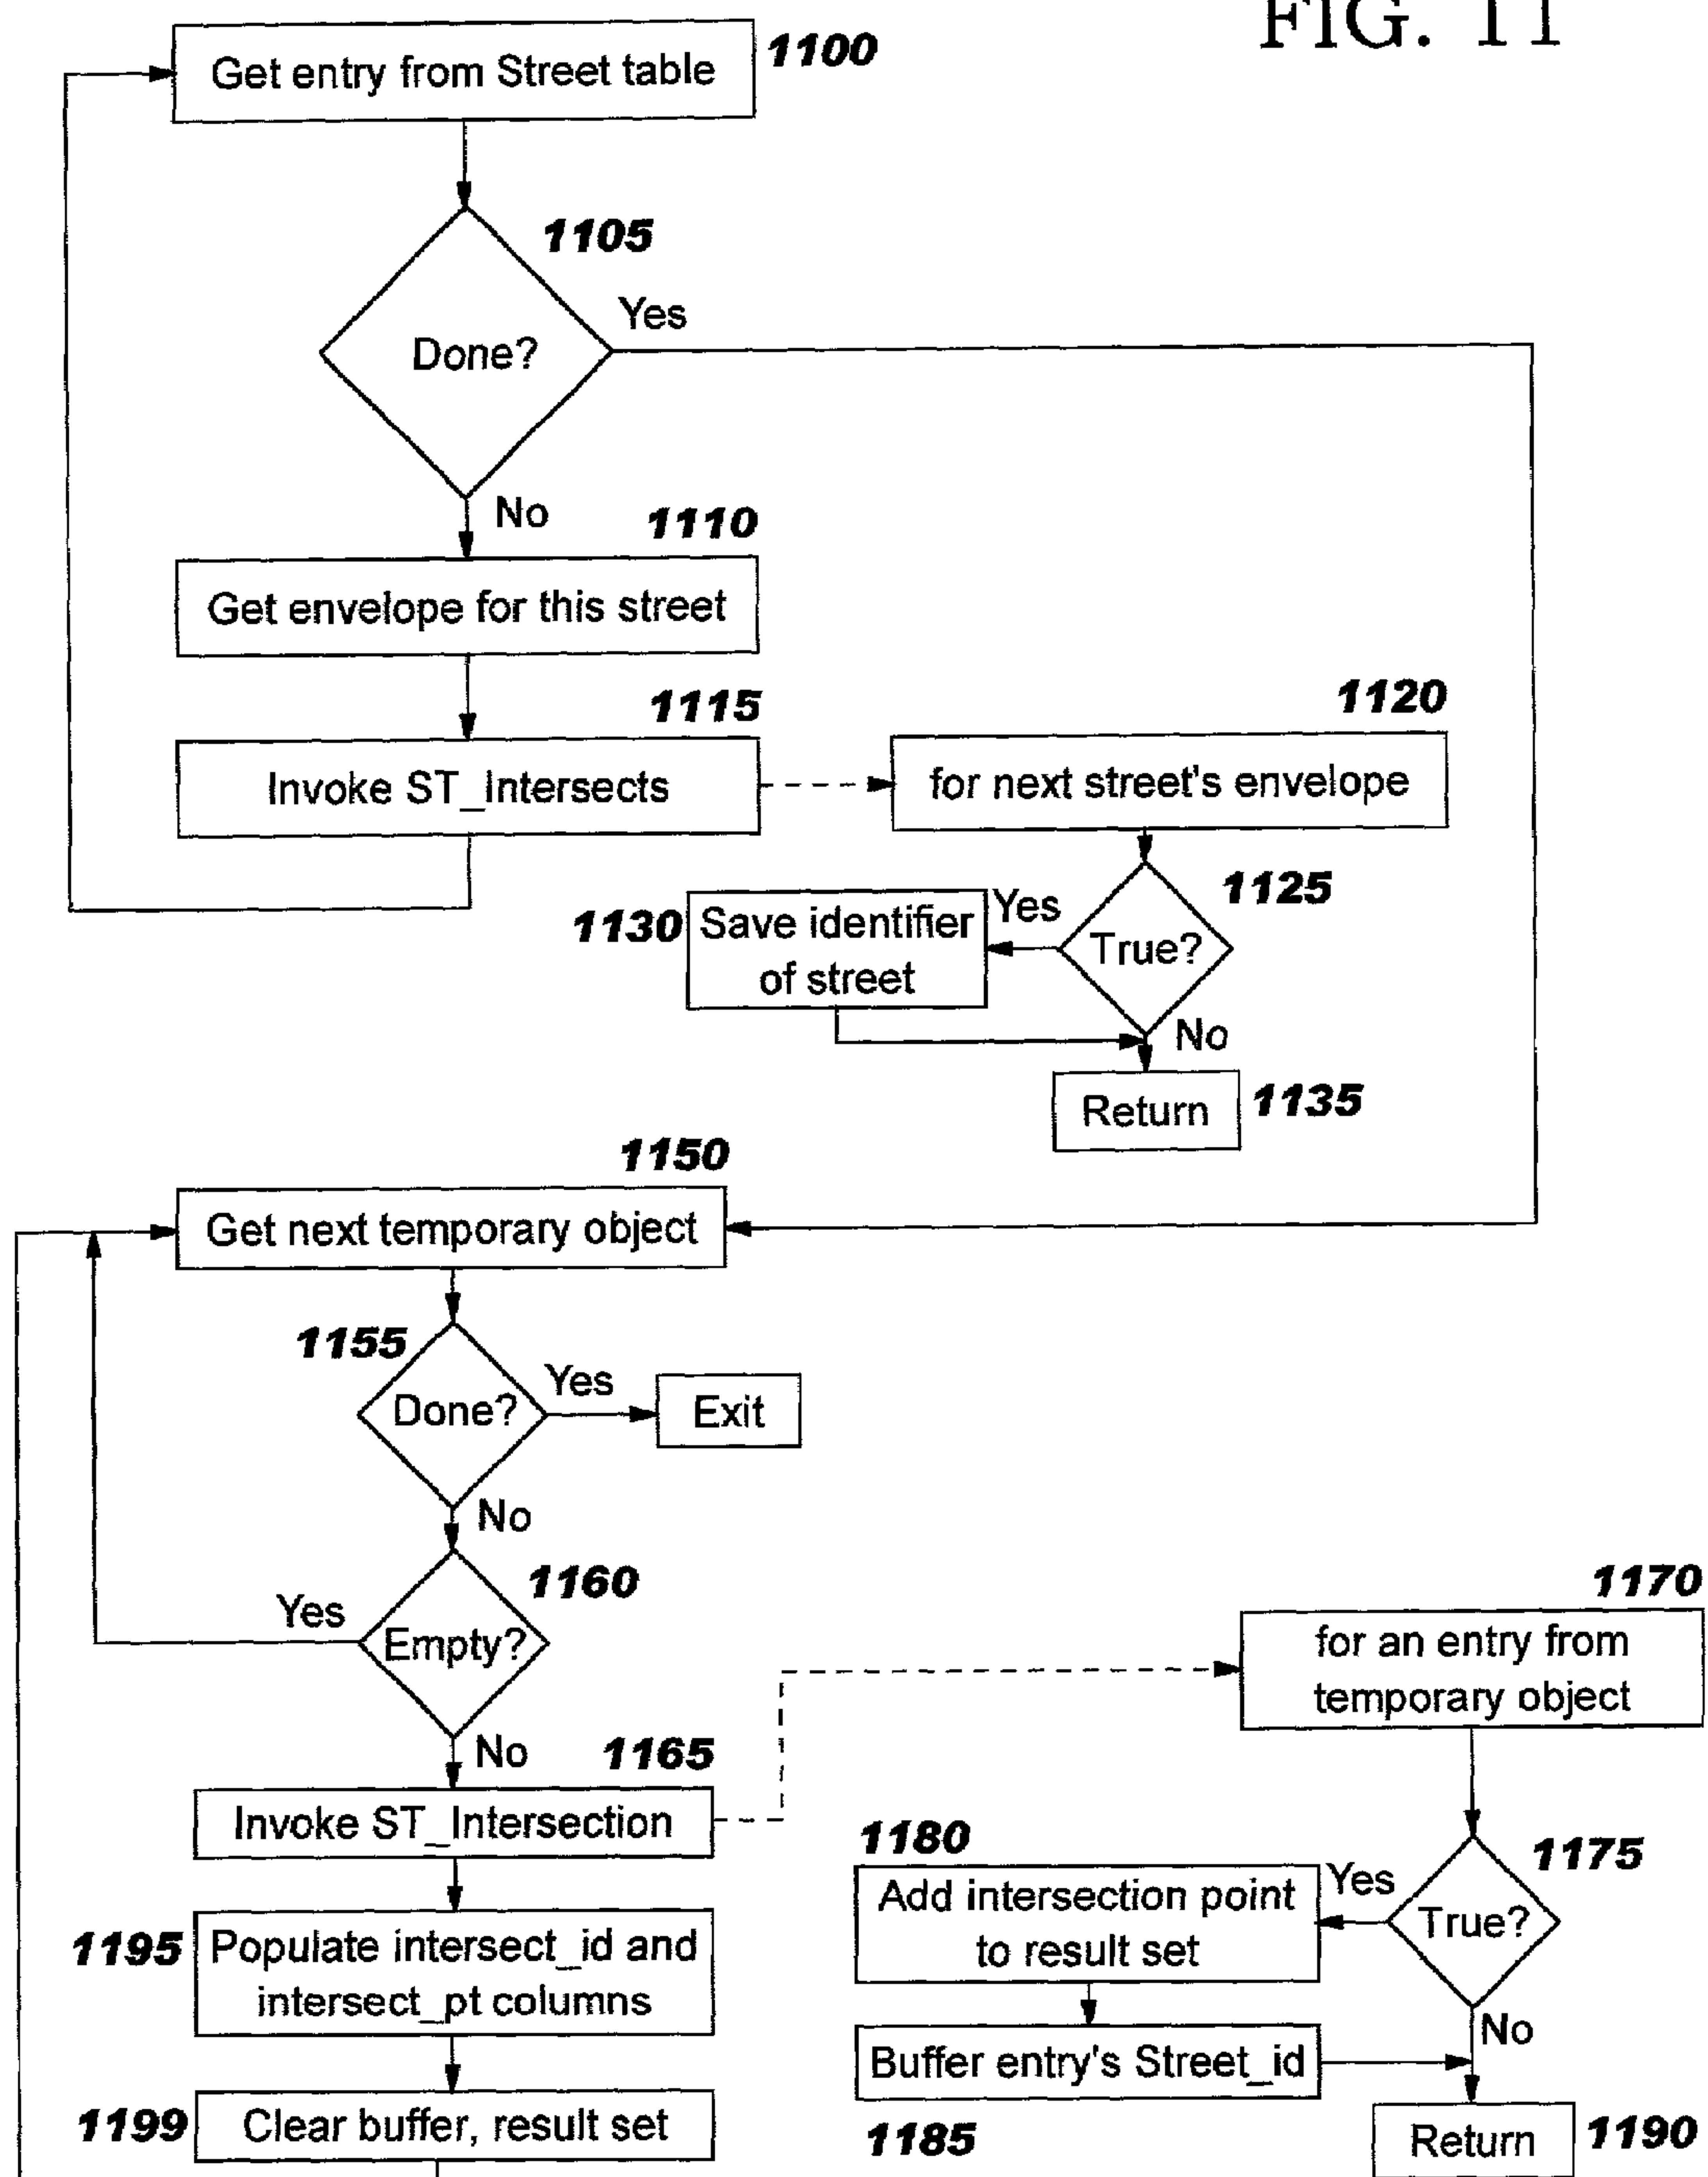 FIG. 11
Get entry from Street table
1100
1105
Done?
Yes
No
1110
Get envelope for this street
1115
Invoke ST_Intersects
1120
for next street's envelope
1125
True?
Yes
1130
Save identifier
of street
No
Return
1135
1150
Get next temporary object
1155
Done?
Yes
Exit
No
1160
Empty?
Yes
No
1165
Invoke ST_Intersection
1170
for an entry from
temporary object
1175
True?
Yes
1180
Add intersection point
to result set
Buffer entry's Street_id
1185
No
Return
1190
1195
Populate intersect_id and
intersect_pt columns
1199
Clear buffer, result set